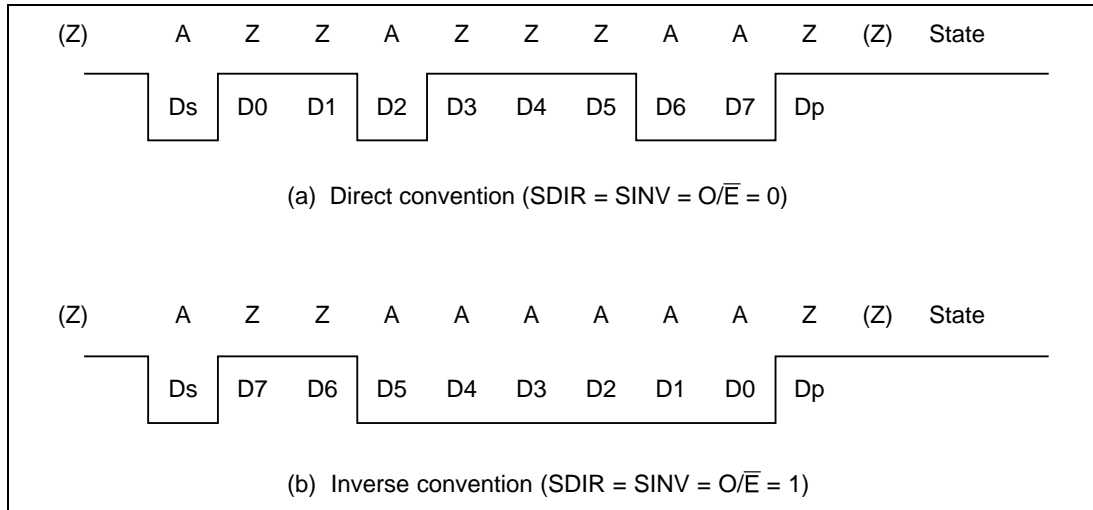 (Z) A Z Z A Z Z Z A A Z (Z) State
Ds D0 D1 D2 D3 D4 D5 D6 D7 Dp
(a) Direct convention (SDIR = SINV = O/E̅ = 0)
(Z) A Z Z A A A A A A Z (Z) State
Ds D7 D6 D5 D4 D3 D2 D1 D0 Dp
(b) Inverse convention (SDIR = SINV = O/E̅ = 1)